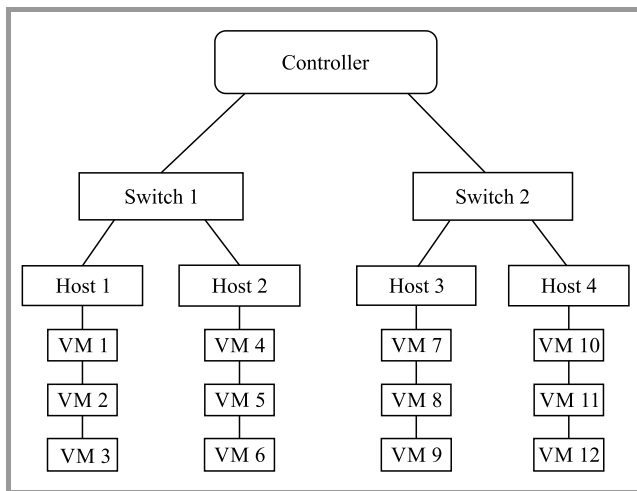 Controller
Switch 1
Switch 2
Host 1
Host 2
Host 3
Host 4
VM 1
VM 4
VM 7
VM 10
VM 2
VM 5
VM 8
VM 11
VM 3
VM 6
VM 9
VM 12